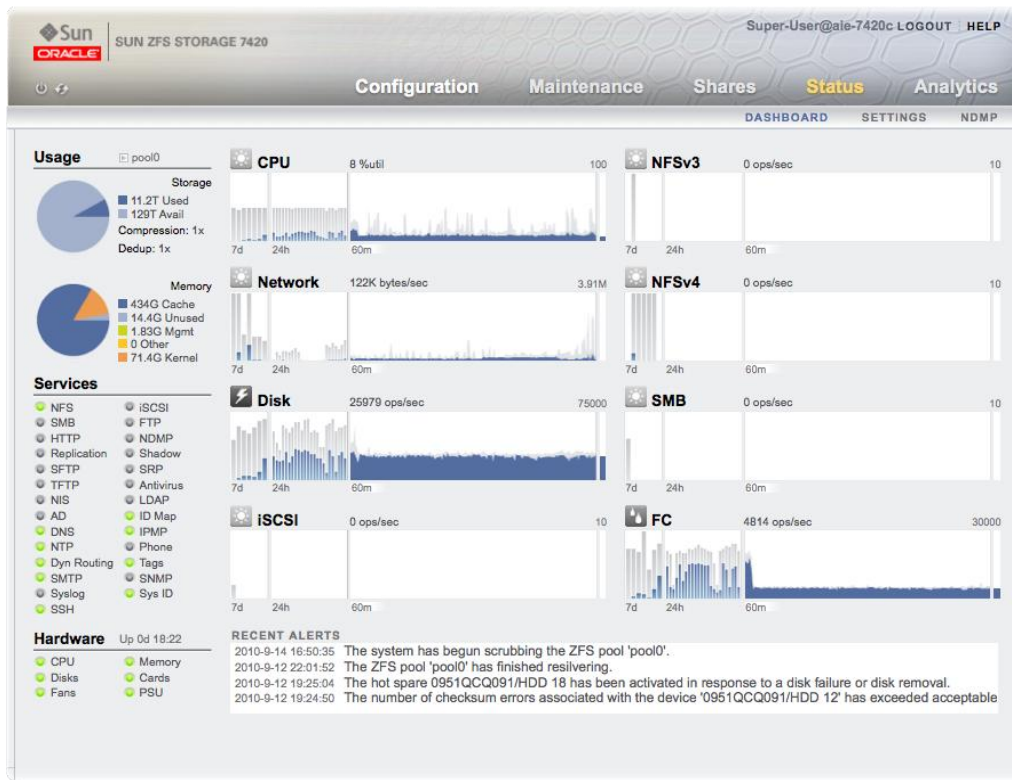 Sun
ORACLE
SUN ZFS STORAGE 7420
Super-User@aie-7420c LOGOUT HELP
Configuration Maintenance Shares Status Analytics
DASHBOARD SETTINGS NDMP
Usage pool0
Storage
11.2T Used
129T Avail
Compression: 1x
Dedup: 1x
Memory
434G Cache
14.4G Unused
1.83G Mgmt
0 Other
71.4G Kernel
Services
NFS iSCSI
SMB FTP
HTTP NDMP
Replication Shadow
SFTP SRP
TFTP Antivirus
NIS LDAP
AD ID Map
DNS IPMP
NTP Phone
Dyn Routing Tags
SMTP SNMP
Syslog Sys ID
SSH
Hardware Up 0d 18:22
CPU Memory
Disks Cards
Fans PSU
CPU 8 %util 100
7d 24h 60m
NFSv3 0 ops/sec 10
7d 24h 60m
Network 122K bytes/sec 3.91M
7d 24h 60m
NFSv4 0 ops/sec 10
7d 24h 60m
Disk 25979 ops/sec 75000
7d 24h 60m
SMB 0 ops/sec 10
7d 24h 60m
iSCSI 0 ops/sec 10
7d 24h 60m
FC 4814 ops/sec 30000
7d 24h 60m
RECENT ALERTS
2010-9-14 16:50:35 The system has begun scrubbing the ZFS pool 'pool0'.
2010-9-12 22:01:52 The ZFS pool 'pool0' has finished resilvering.
2010-9-12 19:25:04 The hot spare 0951QCQ091/HDD 18 has been activated in response to a disk failure or disk removal.
2010-9-12 19:24:50 The number of checksum errors associated with the device '0951QCQ091/HDD 12' has exceeded acceptable